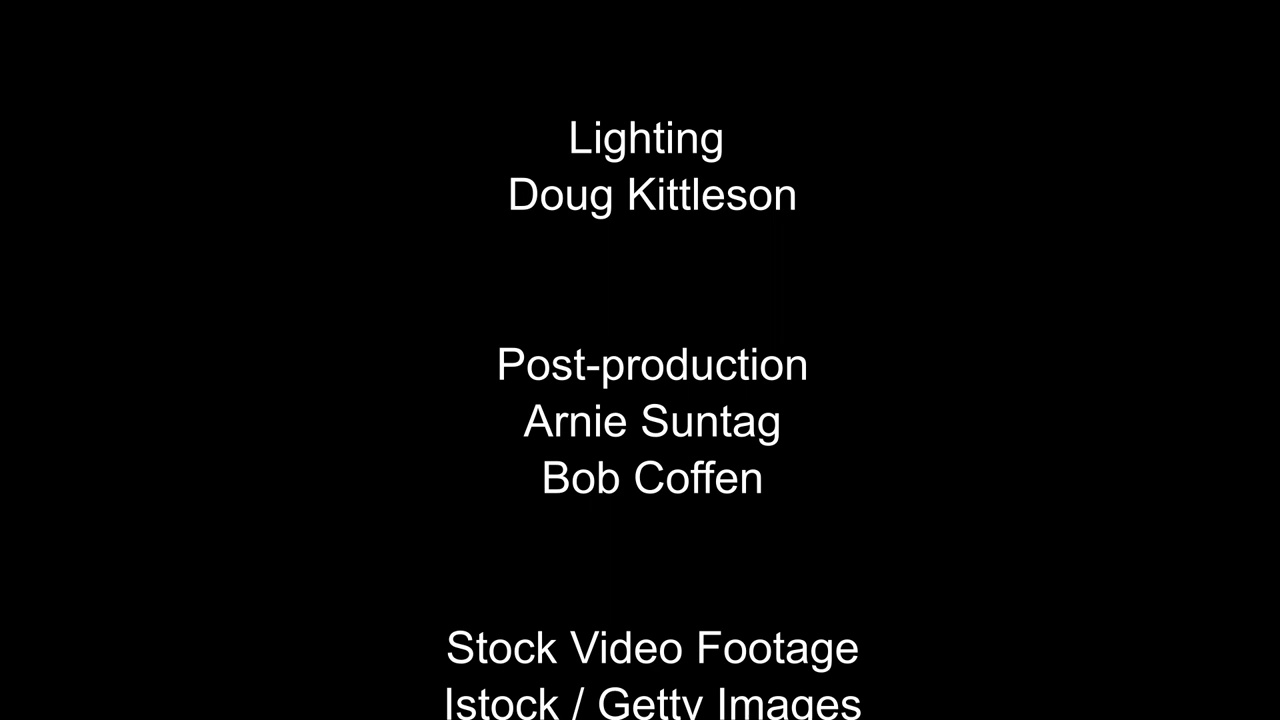 Lighting
Doug Kittleson
Post-production
Arnie Suntag
Bob Coffen
Stock Video Footage
Istock / Getty Images